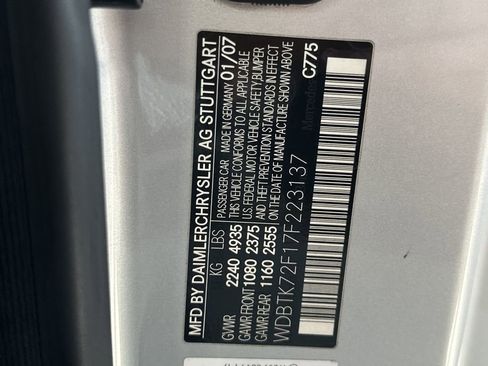 MFD BY DAIMLERCHRYSLER AG STUTTGART
PASSENGER CAR MADE IN GERMANY 01/07
THIS VEHICLE CONFORMS TO ALL APPLICABLE
U.S. FEDERAL MOTOR VEHICLE SAFETY, BUMPER
AND THEFT PREVENTION STANDARDS IN EFFECT
ON THE DATE OF MANUFACTURE SHOWN ABOVE
KG LBS
GVWR 2240 4935
GAWR FRONT 1080 2375
GAWR REAR 1160 2555
WDBTK72F17F223137
C775